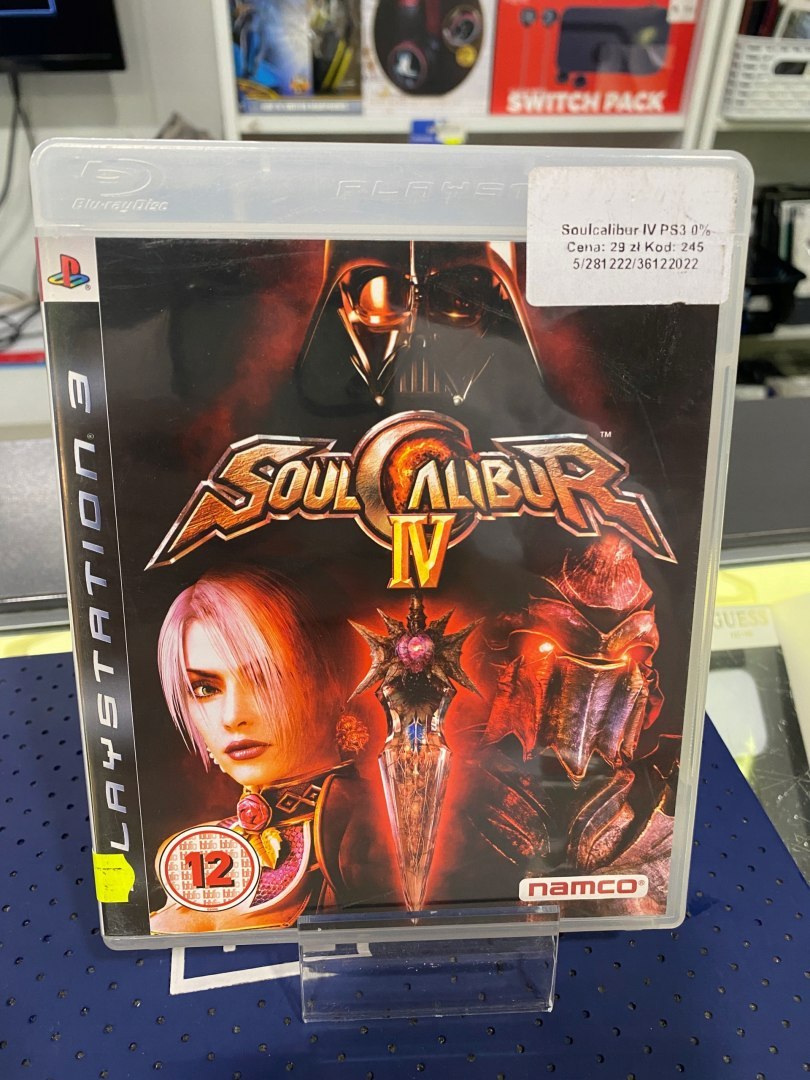 SWITCH PACK
Blu-ray Disc
PLAYST
Soulcalibur IV PS3 0%
Cena: 29 zł Kod: 245
5/281222/36122022
PLAYSTATION® 3
SOULCALIBUR™
IV
GUESS
12
namco®